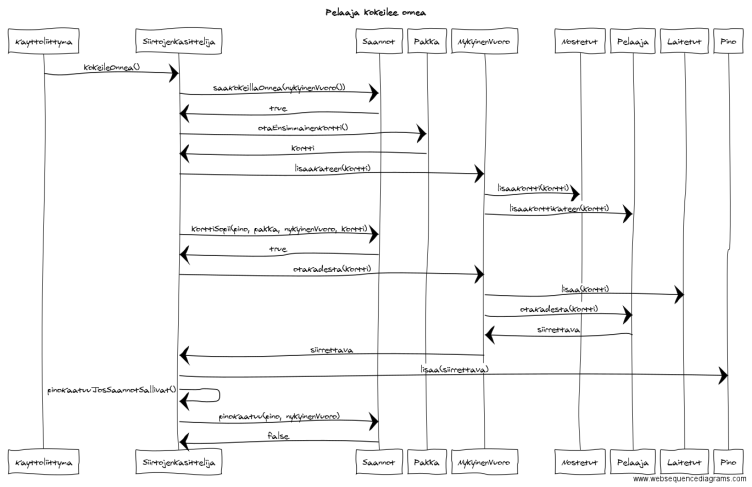 Pelaaja kokeilee onnea
Kayttoliittyma SiirtojenKasittelija Saannot Pakka NykyinenVuoro Nostetut Pelaaja Laitetut Pino
kokeileOnnea()
saakokeillaOnnea(nykyinenVuoro())
true
otaEnsimmainenkortti()
kortti
lisaakateen(kortti)
lisaakortti(kortti)
lisaakorttikateen(kortti)
korttiSopii(pino, pakka, nykyinenVuoro, kortti)
true
otakadesta(kortti)
lisaa(kortti)
otakadesta(kortti)
siirrettava
siirrettava
lisaa(siirrettava)
pinokaatuuJosSaannotSallivat()
pinokaatuu(pino, nykyinenVuoro)
false
Kayttoliittyma SiirtojenKasittelija Saannot Pakka NykyinenVuoro Nostetut Pelaaja Laitetut Pino
www.websequencediagrams.com